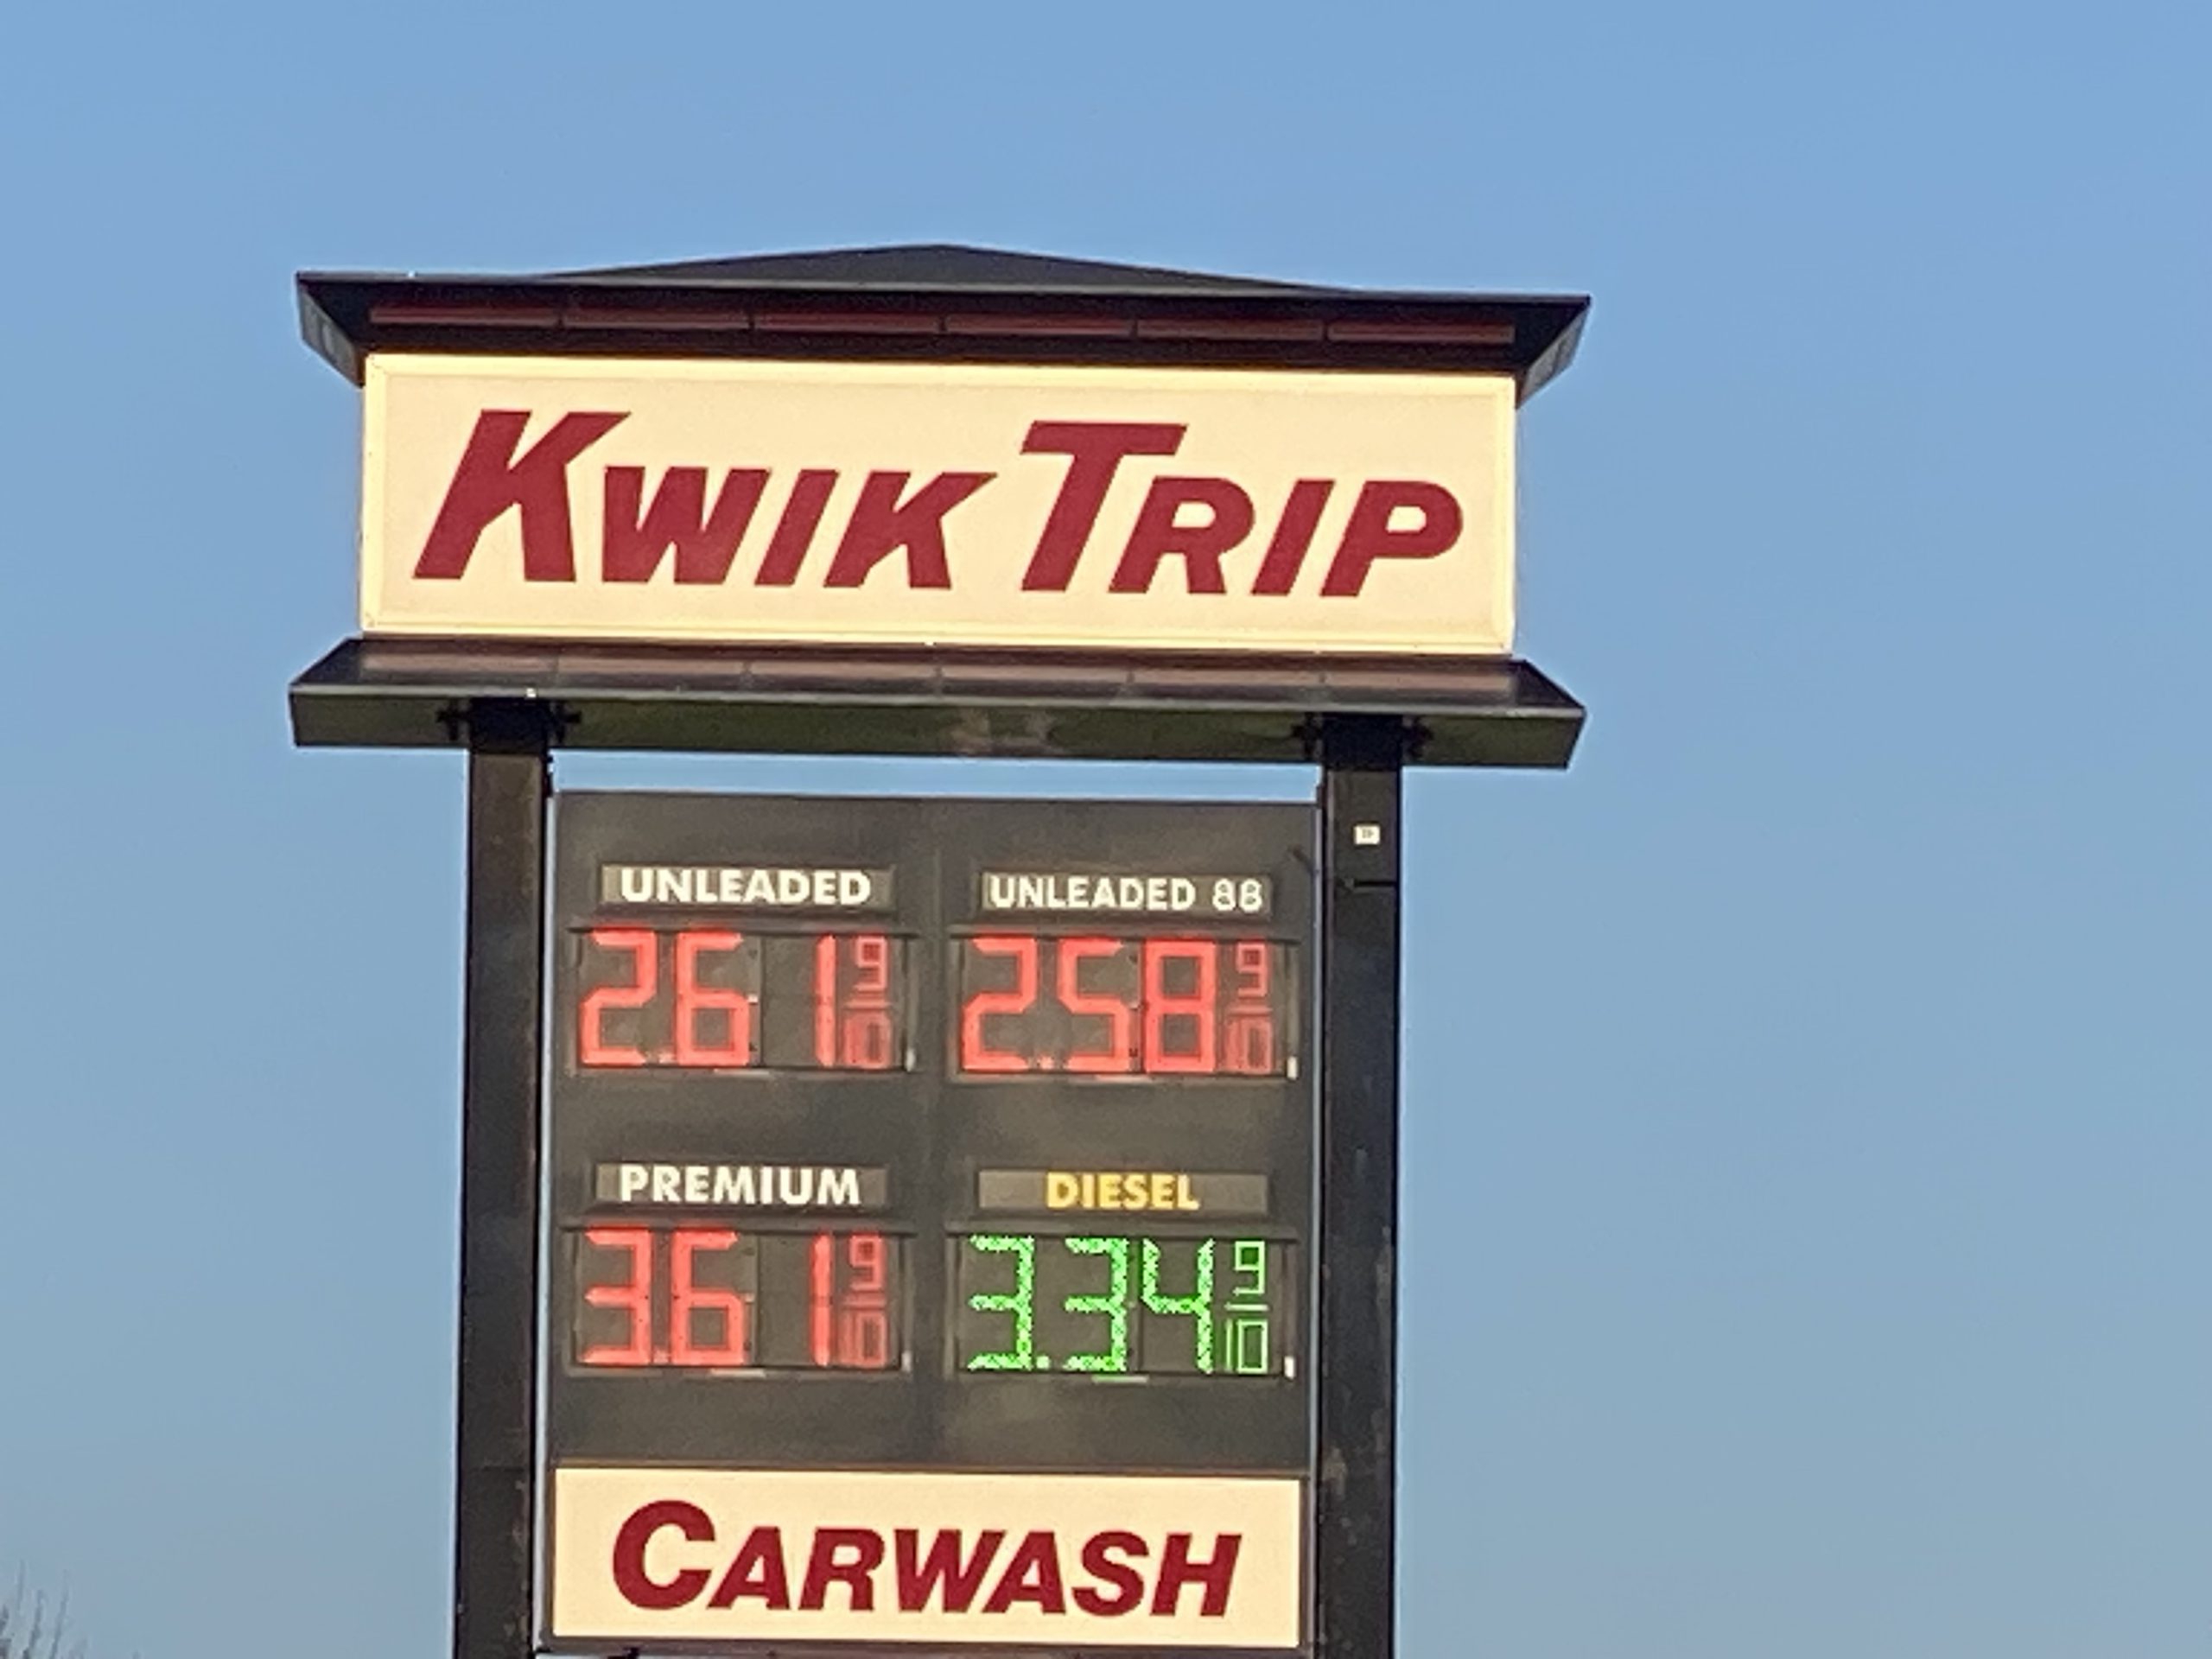 KWIK TRIP
UNLEADED UNLEADED 88
2.61 9/10 2.58 9/10
PREMIUM DIESEL
3.61 9/10 3.34 9/10
CARWASH